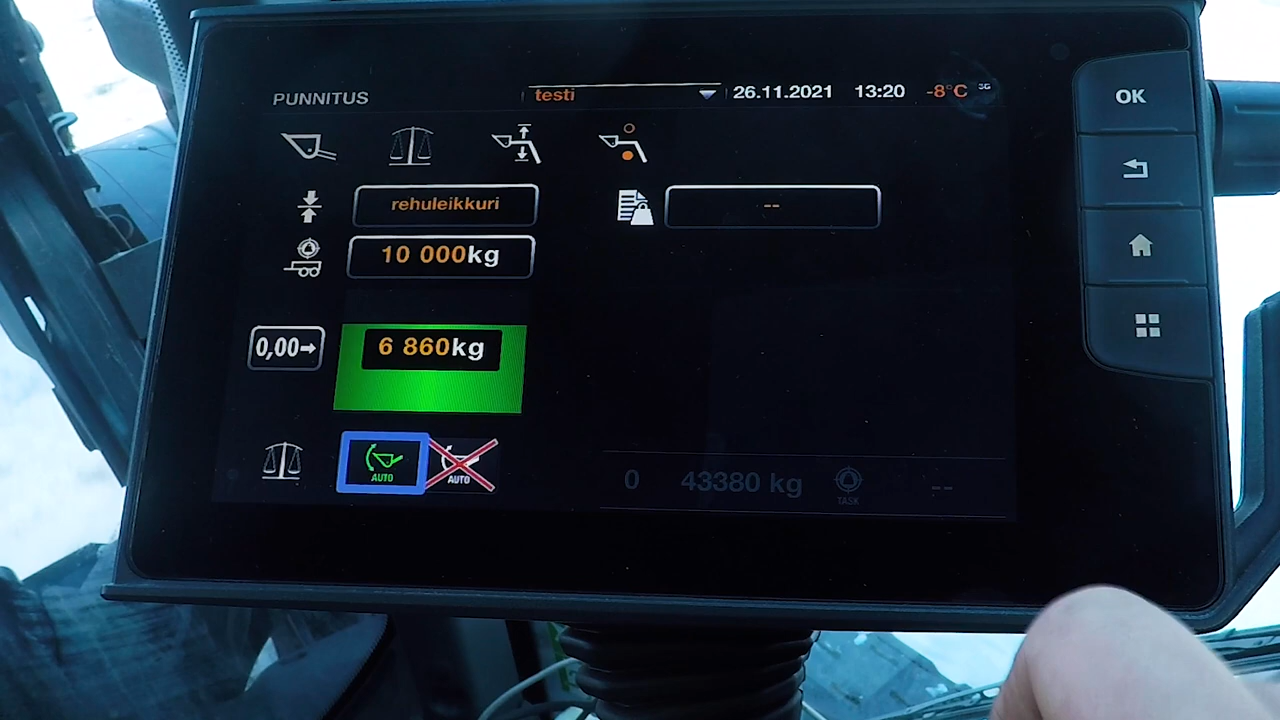 PUNNITUS testi 26.11.2021 13:20 -8°C 3G
rehuleikkuri --
10 000kg
0,00→ 6 860kg
AUTO AUTO
0 43380 kg TASK --
OK